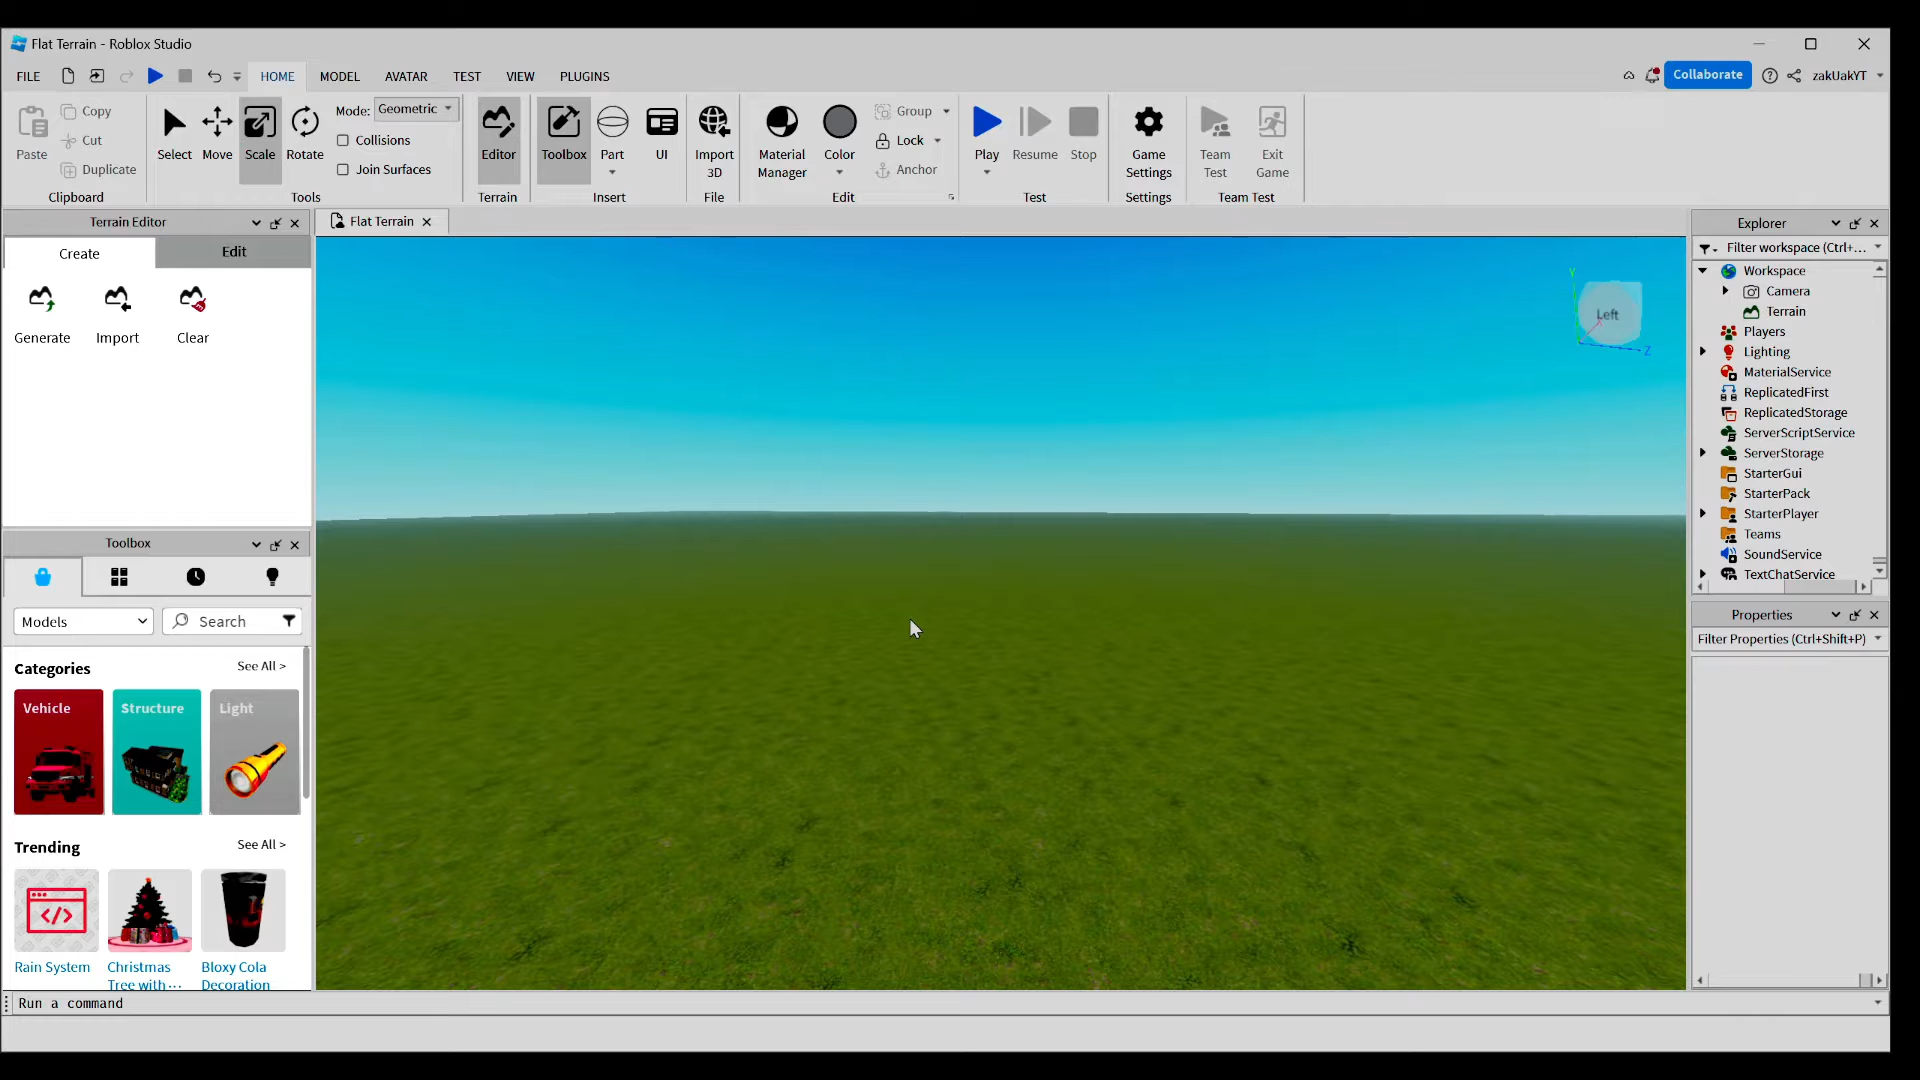 Flat Terrain - Roblox Studio
FILE
HOME
MODEL
AVATAR
TEST
VIEW
PLUGINS
Collaborate
zakUakYT
Paste
Copy
Cut
Duplicate
Clipboard
Select
Move
Scale
Rotate
Mode: Geometric
Collisions
Join Surfaces
Tools
Editor
Terrain
Toolbox
Part
UI
Insert
Import
3D
File
Material
Manager
Color
Group
Lock
Anchor
Edit
Play
Resume
Stop
Test
Game
Settings
Settings
Team
Test
Exit
Game
Team Test
Terrain Editor
Create
Edit
Generate
Import
Clear
Toolbox
Models
Search
Categories
See All >
Vehicle
Structure
Light
Trending
See All >
Rain System
Christmas
Tree with ...
Bloxy Cola
Decoration
Flat Terrain
Y
Left
Z
Explorer
Filter workspace (Ctrl+...
Workspace
Camera
Terrain
Players
Lighting
MaterialService
ReplicatedFirst
ReplicatedStorage
ServerScriptService
ServerStorage
StarterGui
StarterPack
StarterPlayer
Teams
SoundService
TextChatService
Properties
Filter Properties (Ctrl+Shift+P)
Run a command